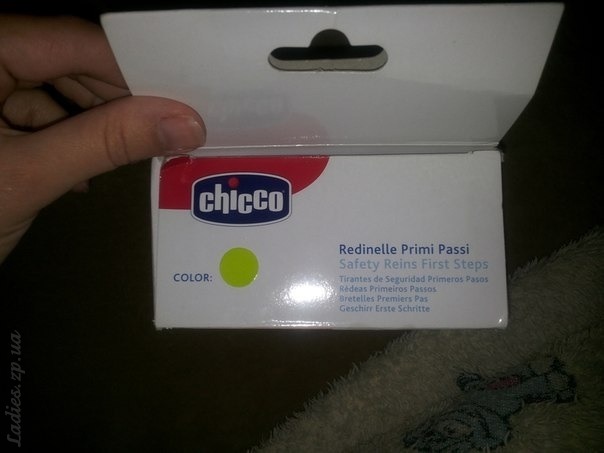 chicco
COLOR:
Redinelle Primi Passi
Safety Reins First Steps
Tirantes de Seguridad Primeros Pasos
Rédeas Primeiros Passos
Bretelles Premiers Pas
Geschirr Erste Schritte
Ladies.zp.ua